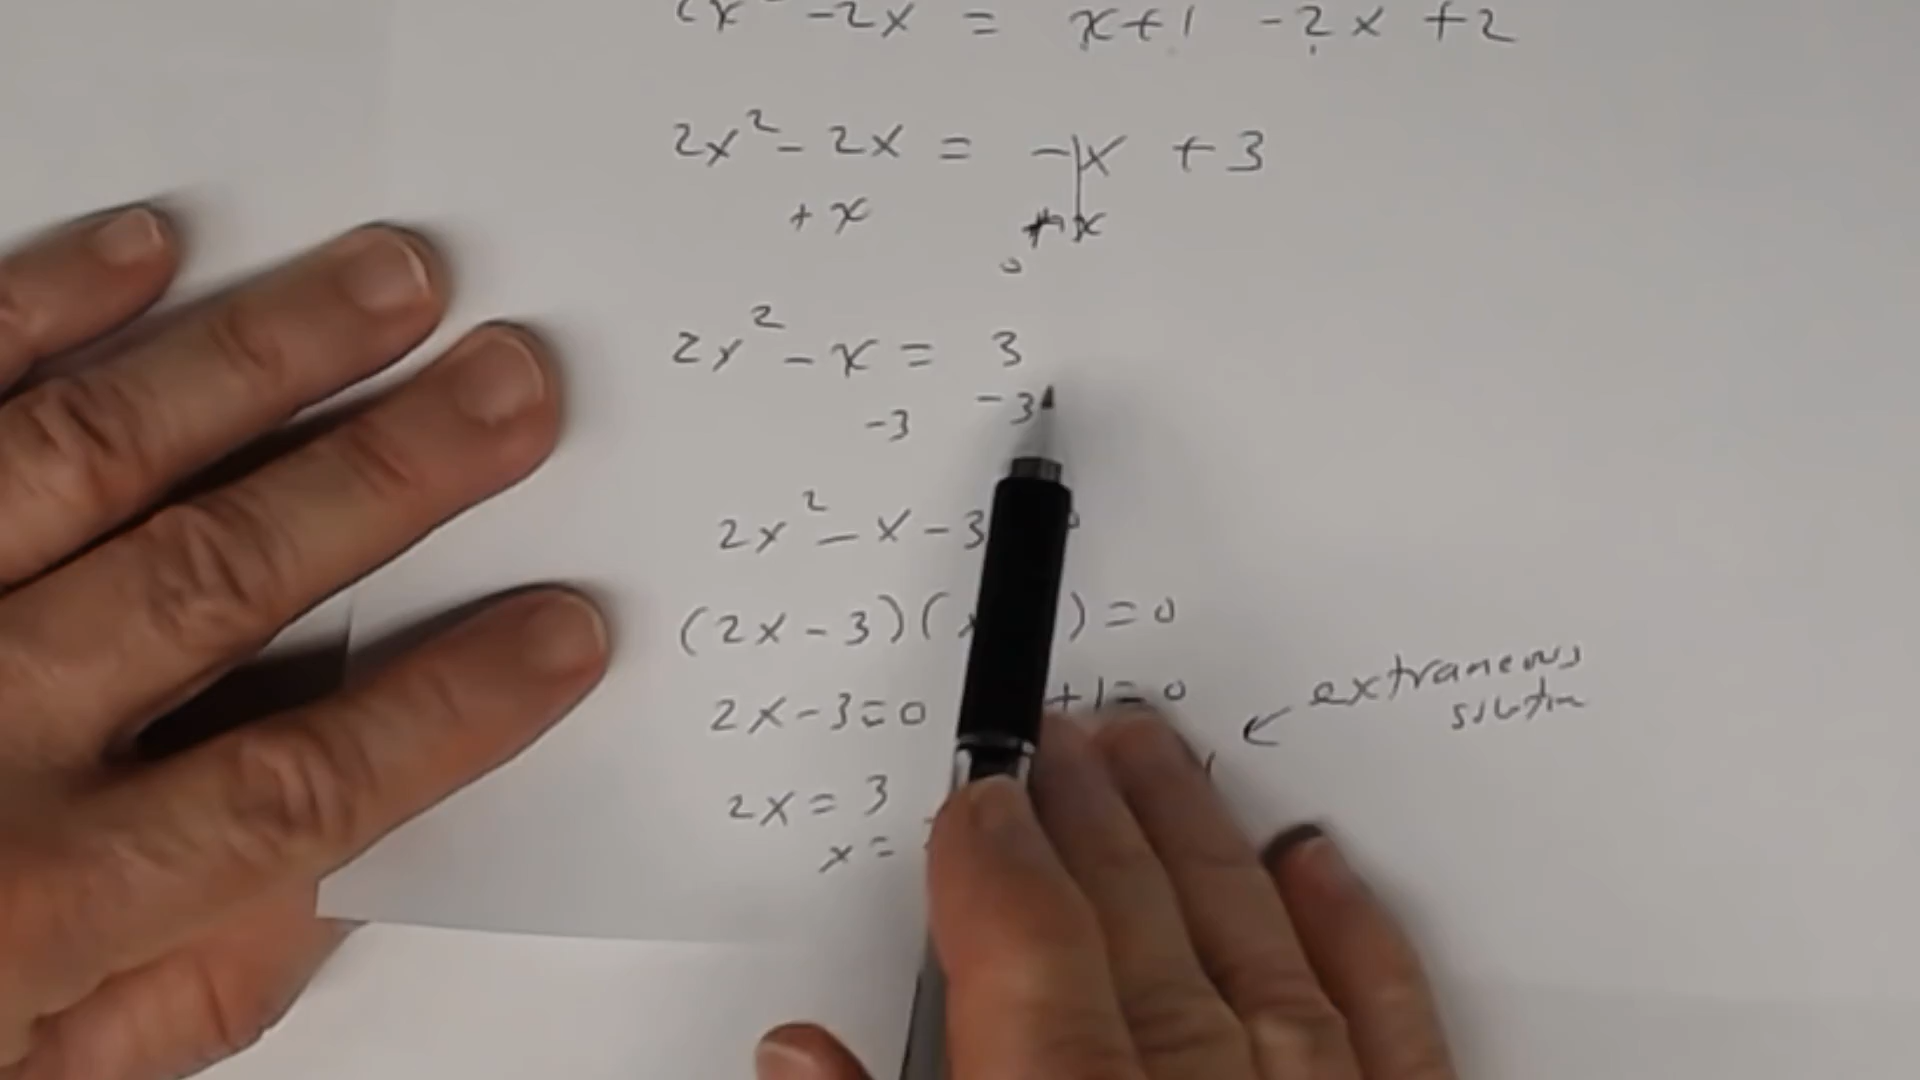 -2x = x+1 -2x +2
2x² - 2x = -x + 3
+x +x
0
2x² - x = 3
-3 -3
2x² - x - 3
(2x - 3)( ) = 0
2x - 3 = 0 +1 = 0
← extraneous
2x = 3
x =